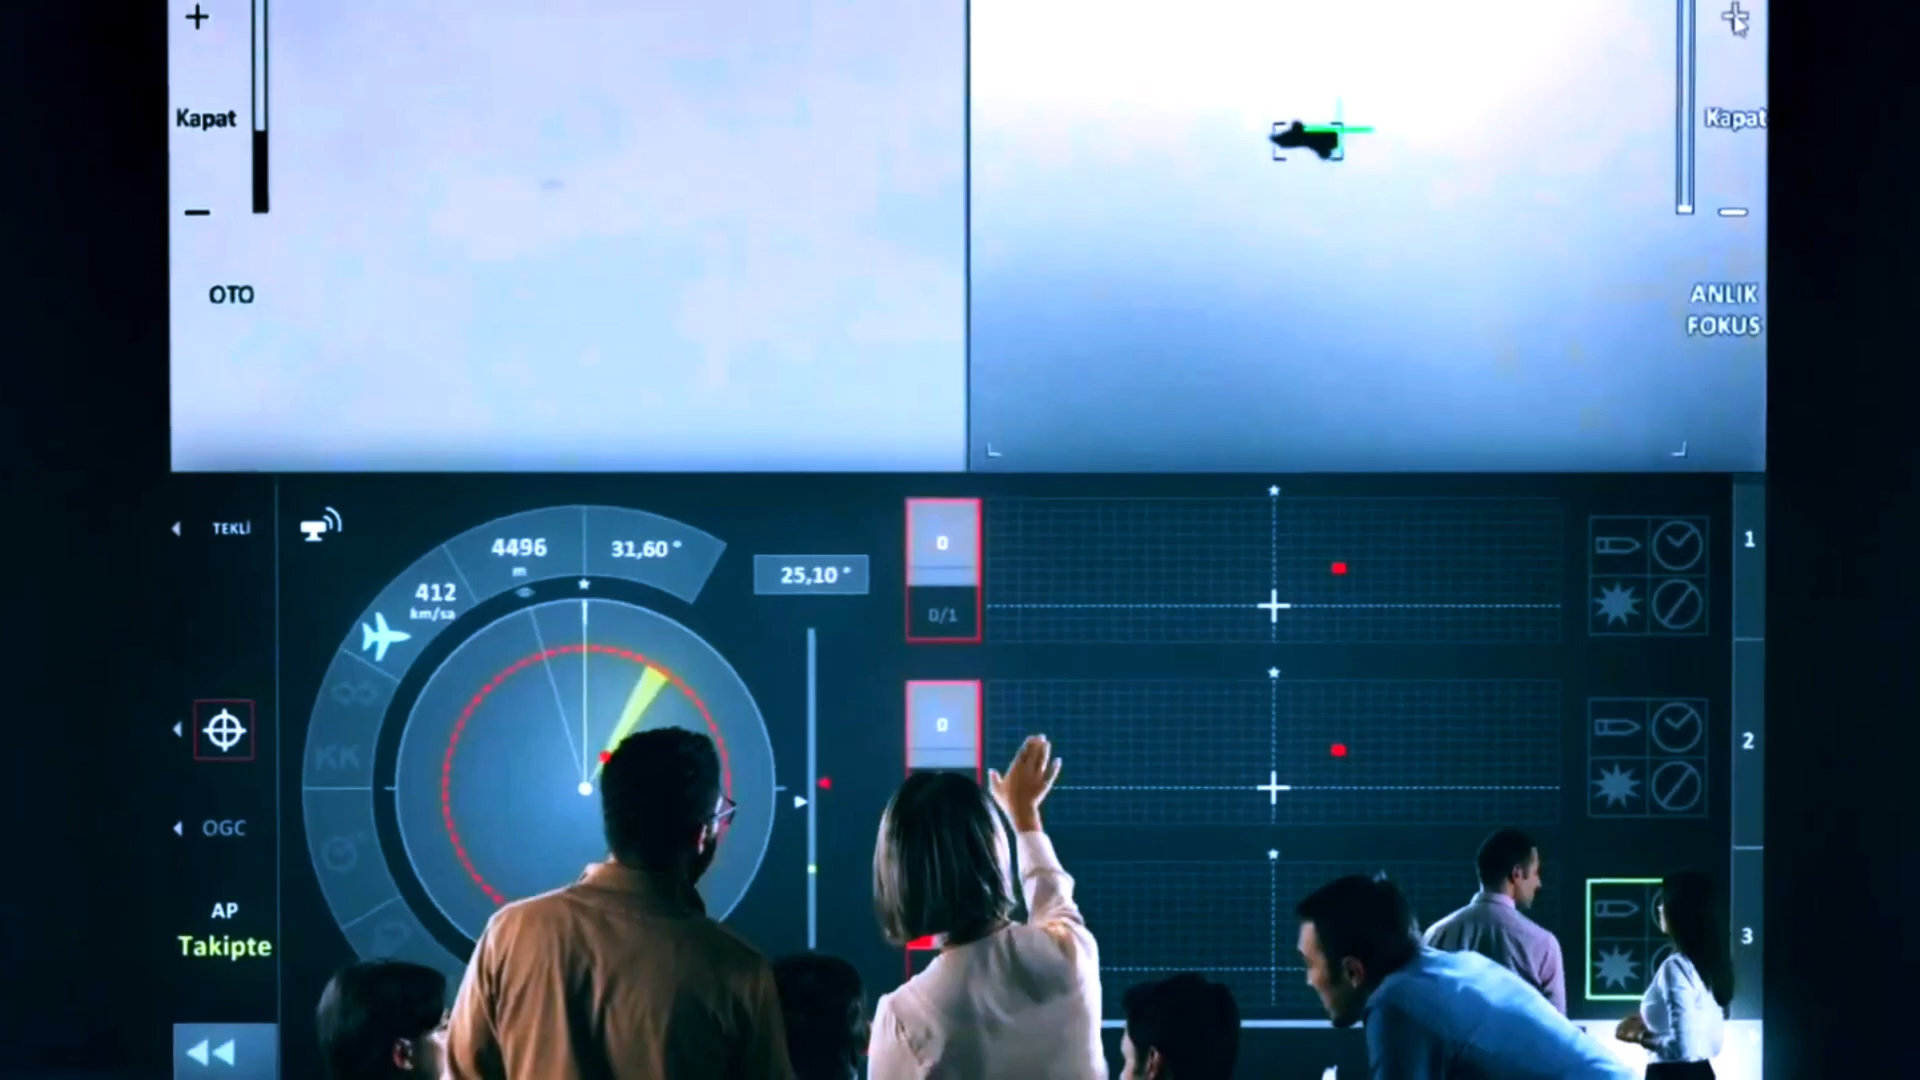 Kapat
OTO
Kapat
ANLIK
FOKUS
TEKLİ
4496
m
31,60 °
412
km/sa
25,10 °
KK
OGC
AP
Takipte
0
0/1
0
1
2
3